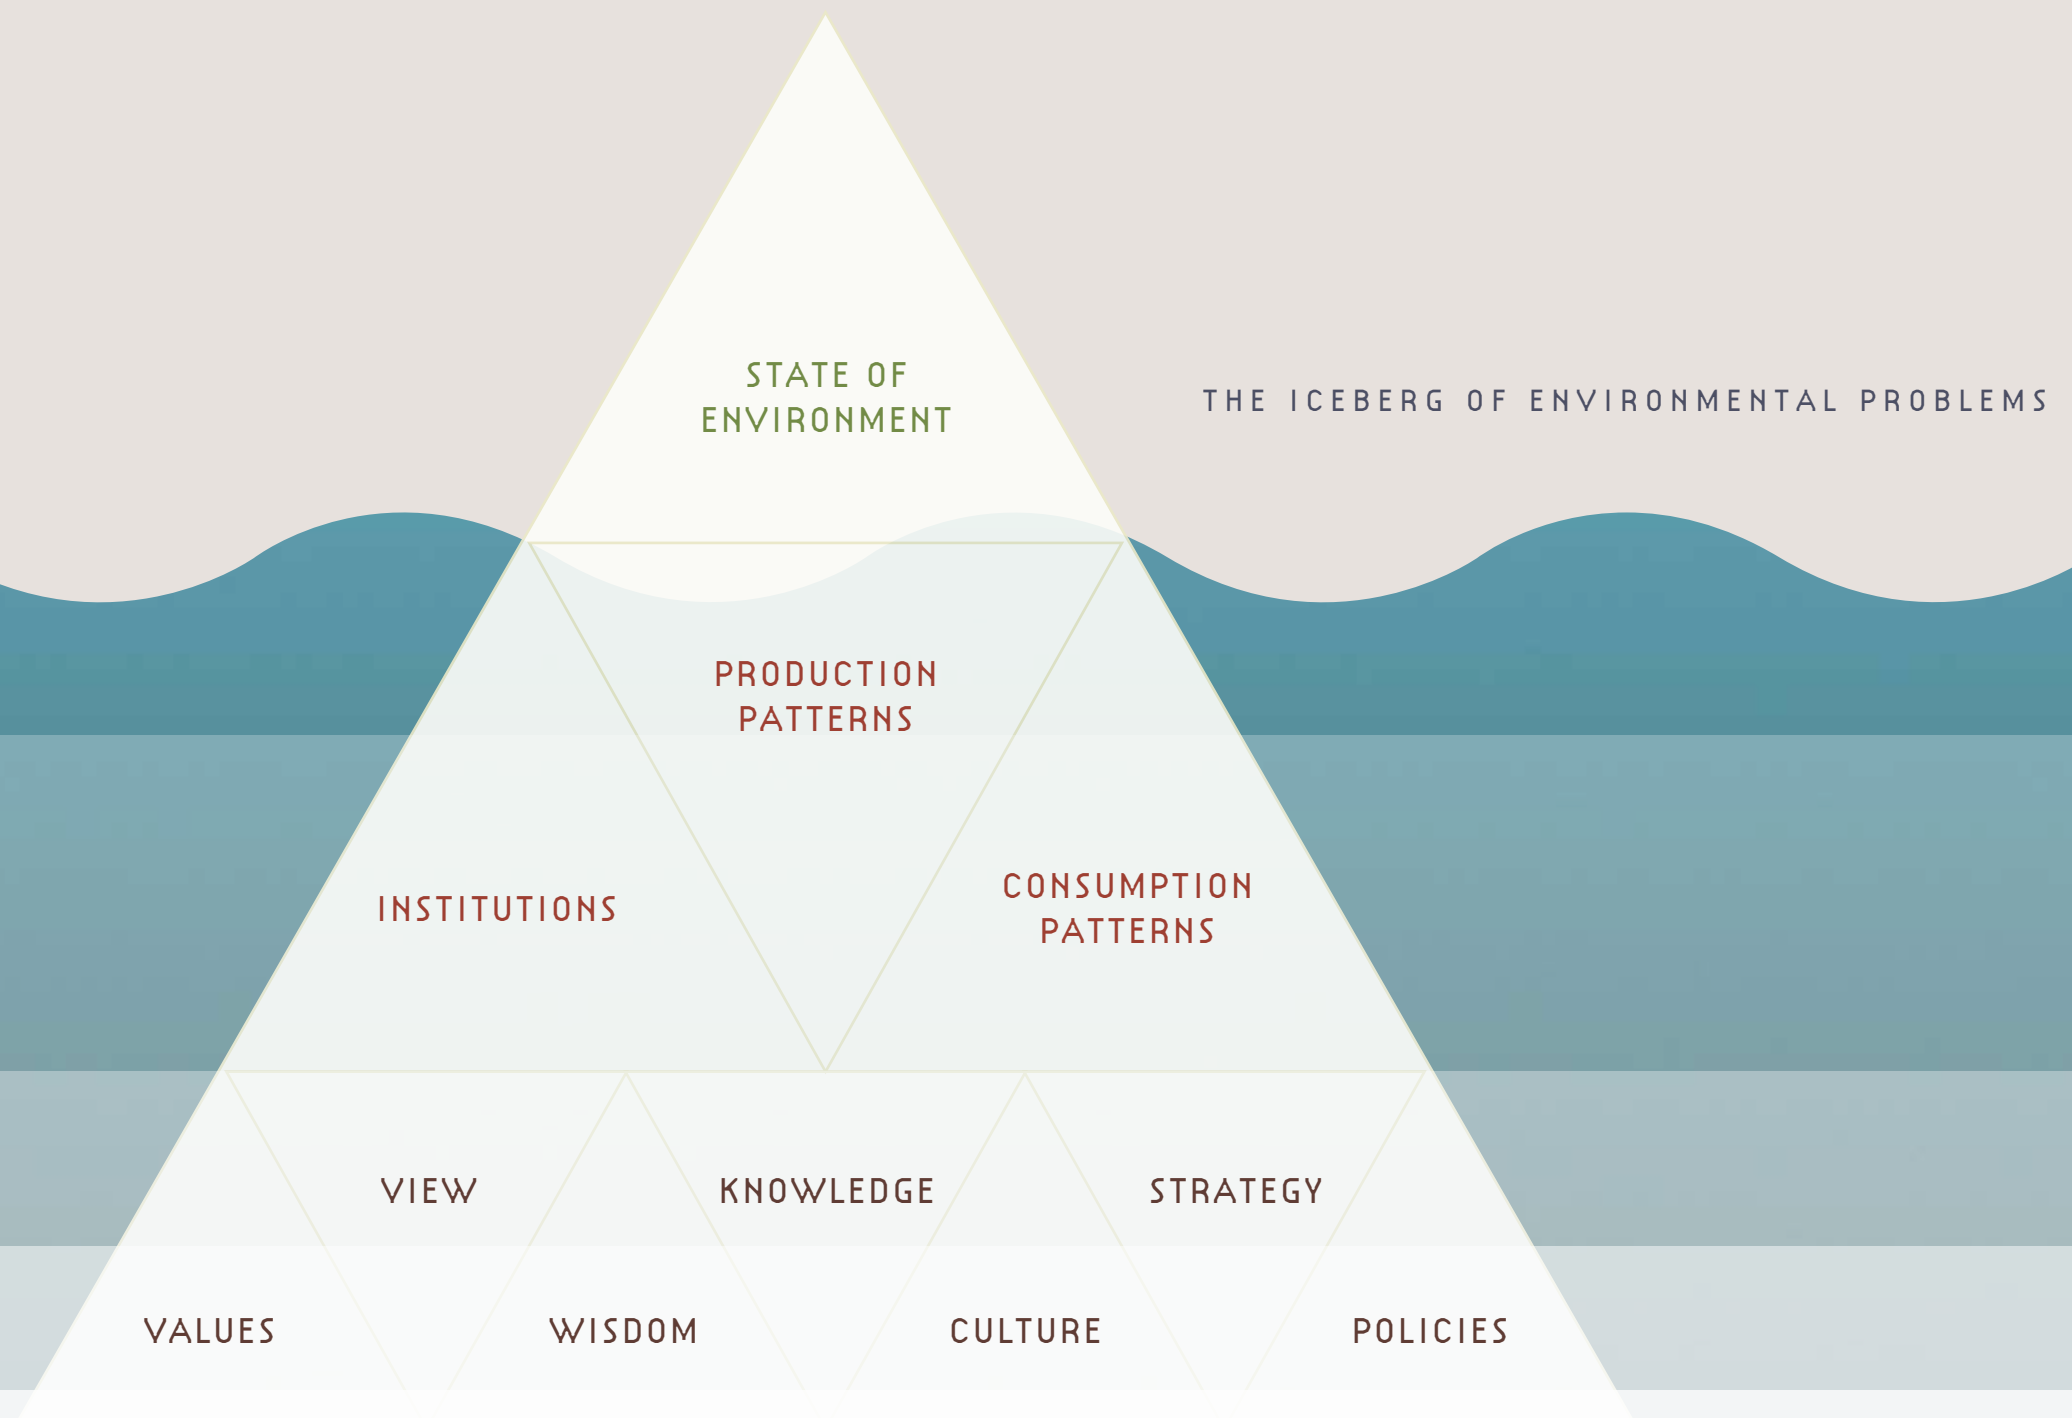 STATE OF
ENVIRONMENT
THE ICEBERG OF ENVIRONMENTAL PROBLEMS
PRODUCTION
PATTERNS
INSTITUTIONS
CONSUMPTION
PATTERNS
VIEW
KNOWLEDGE
STRATEGY
VALUES
WISDOM
CULTURE
POLICIES